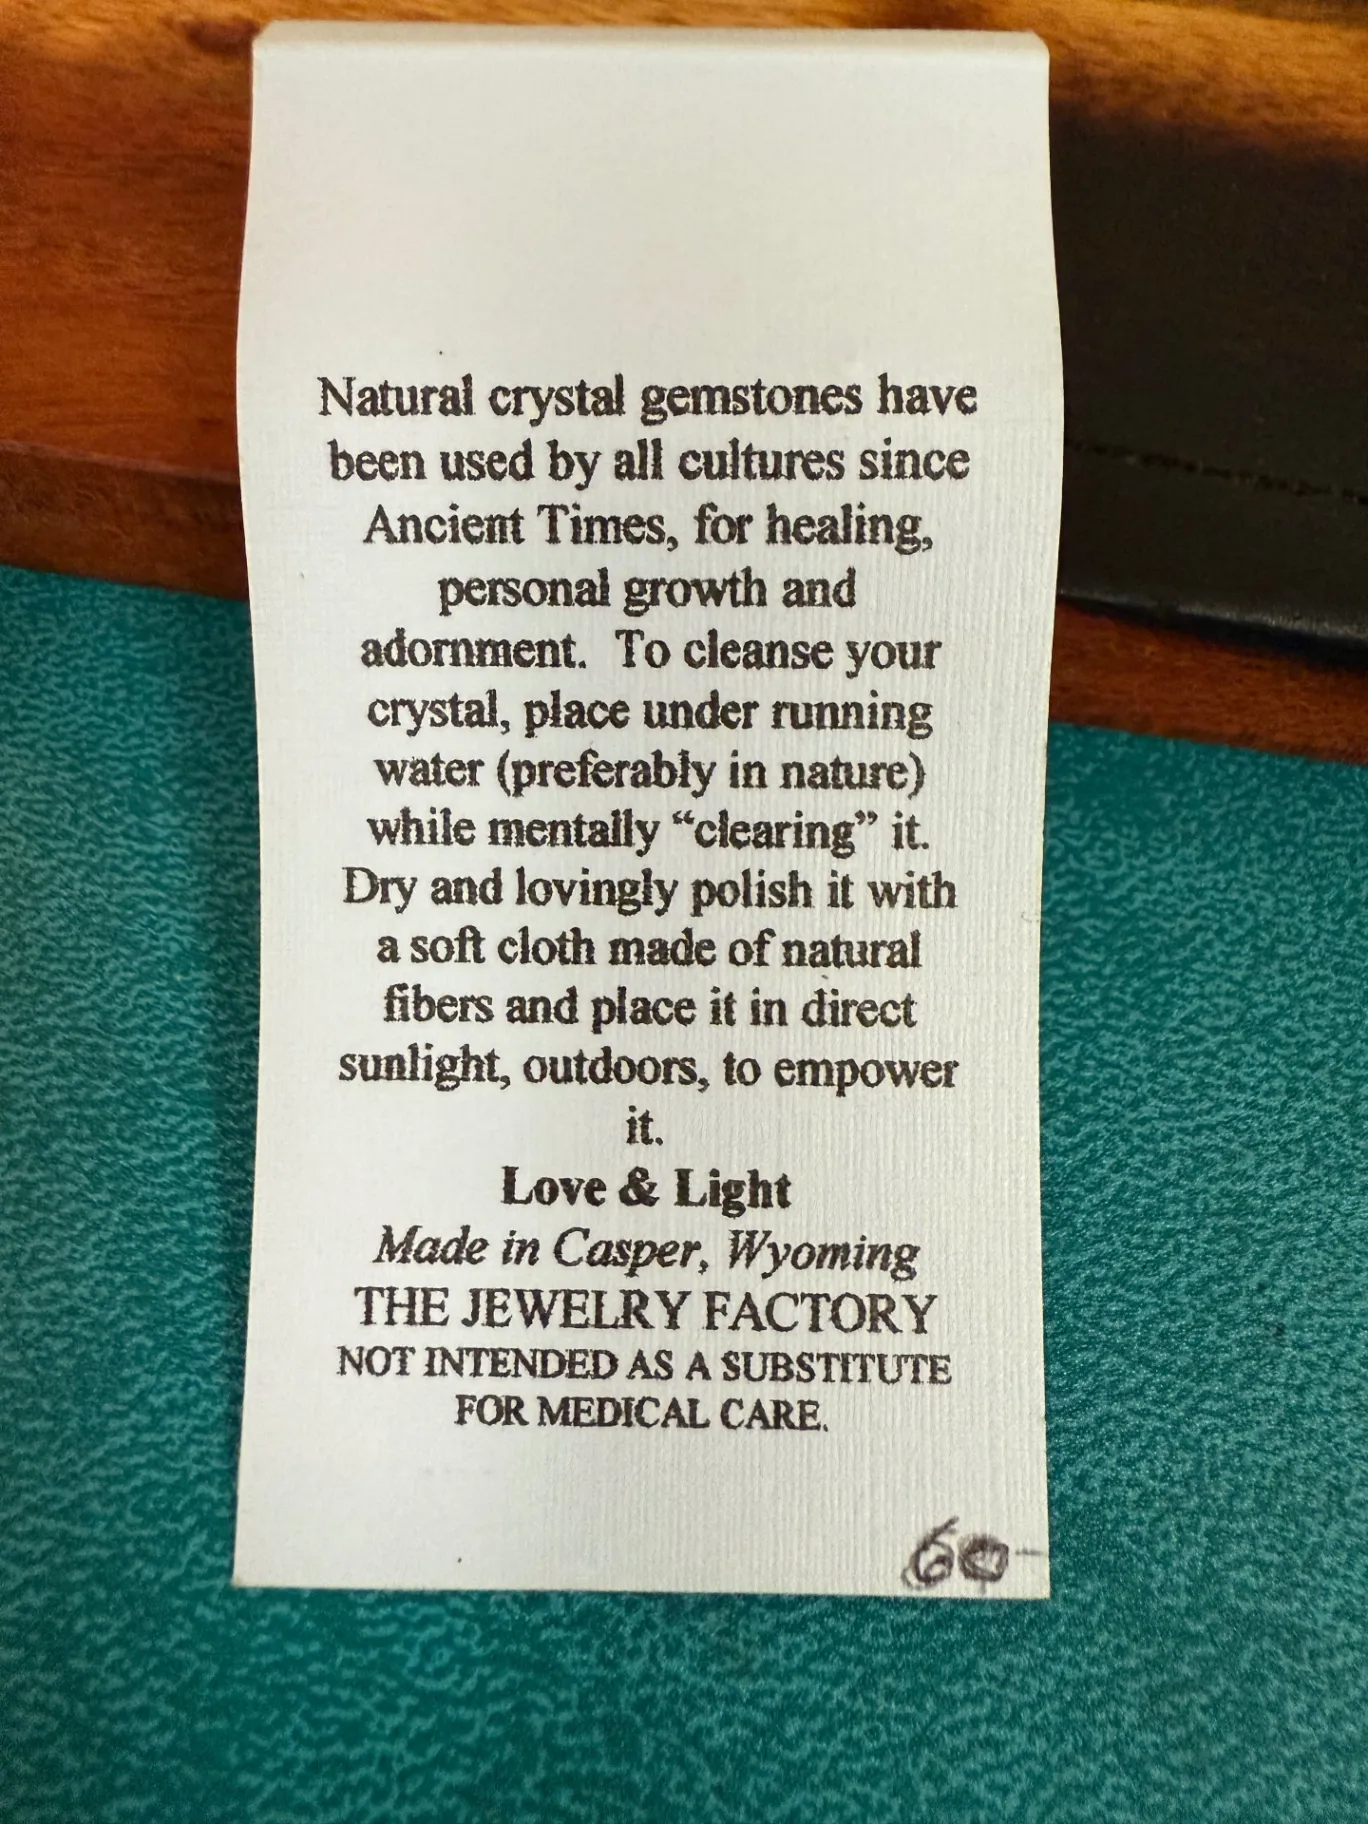 Natural crystal gemstones have
been used by all cultures since
Ancient Times, for healing,
personal growth and
adornment. To cleanse your
crystal, place under running
water (preferably in nature)
while mentally “clearing” it.
Dry and lovingly polish it with
a soft cloth made of natural
fibers and place it in direct
sunlight, outdoors, to empower
it.
Love & Light
Made in Casper, Wyoming
THE JEWELRY FACTORY
NOT INTENDED AS A SUBSTITUTE
FOR MEDICAL CARE.
60-